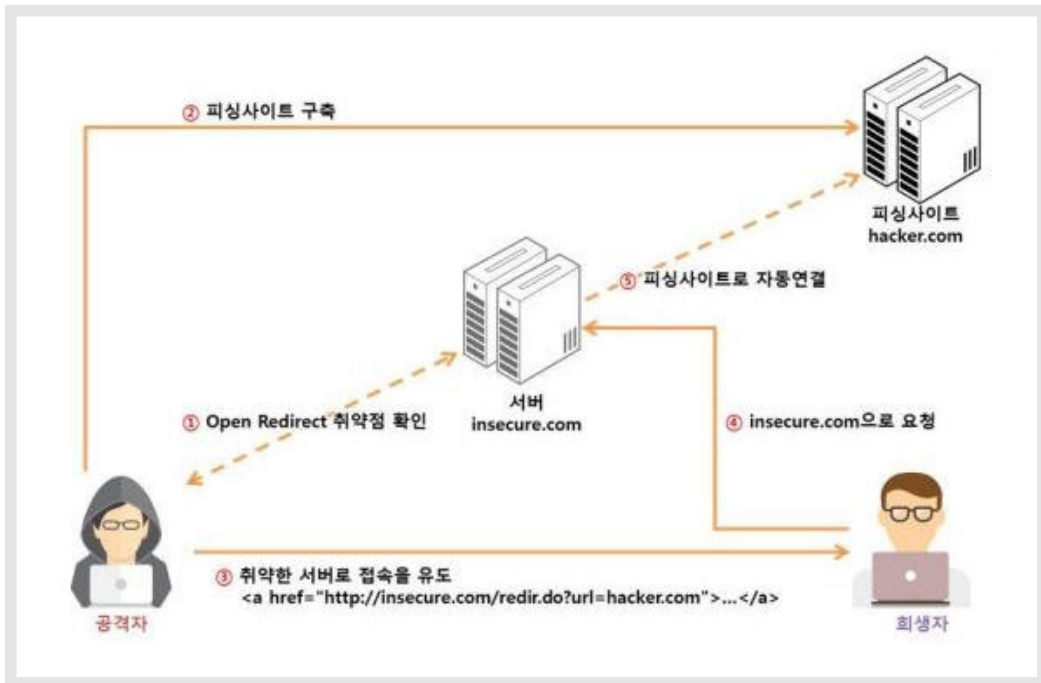 ② 피싱사이트 구축
피싱사이트
hacker.com
⑤ 피싱사이트로 자동연결
서버
insecure.com
① Open Redirect 취약점 확인
④ insecure.com으로 요청
③ 취약한 서버로 접속을 유도
<a href="http://insecure.com/redir.do?url=hacker.com">...</a>
공격자
희생자